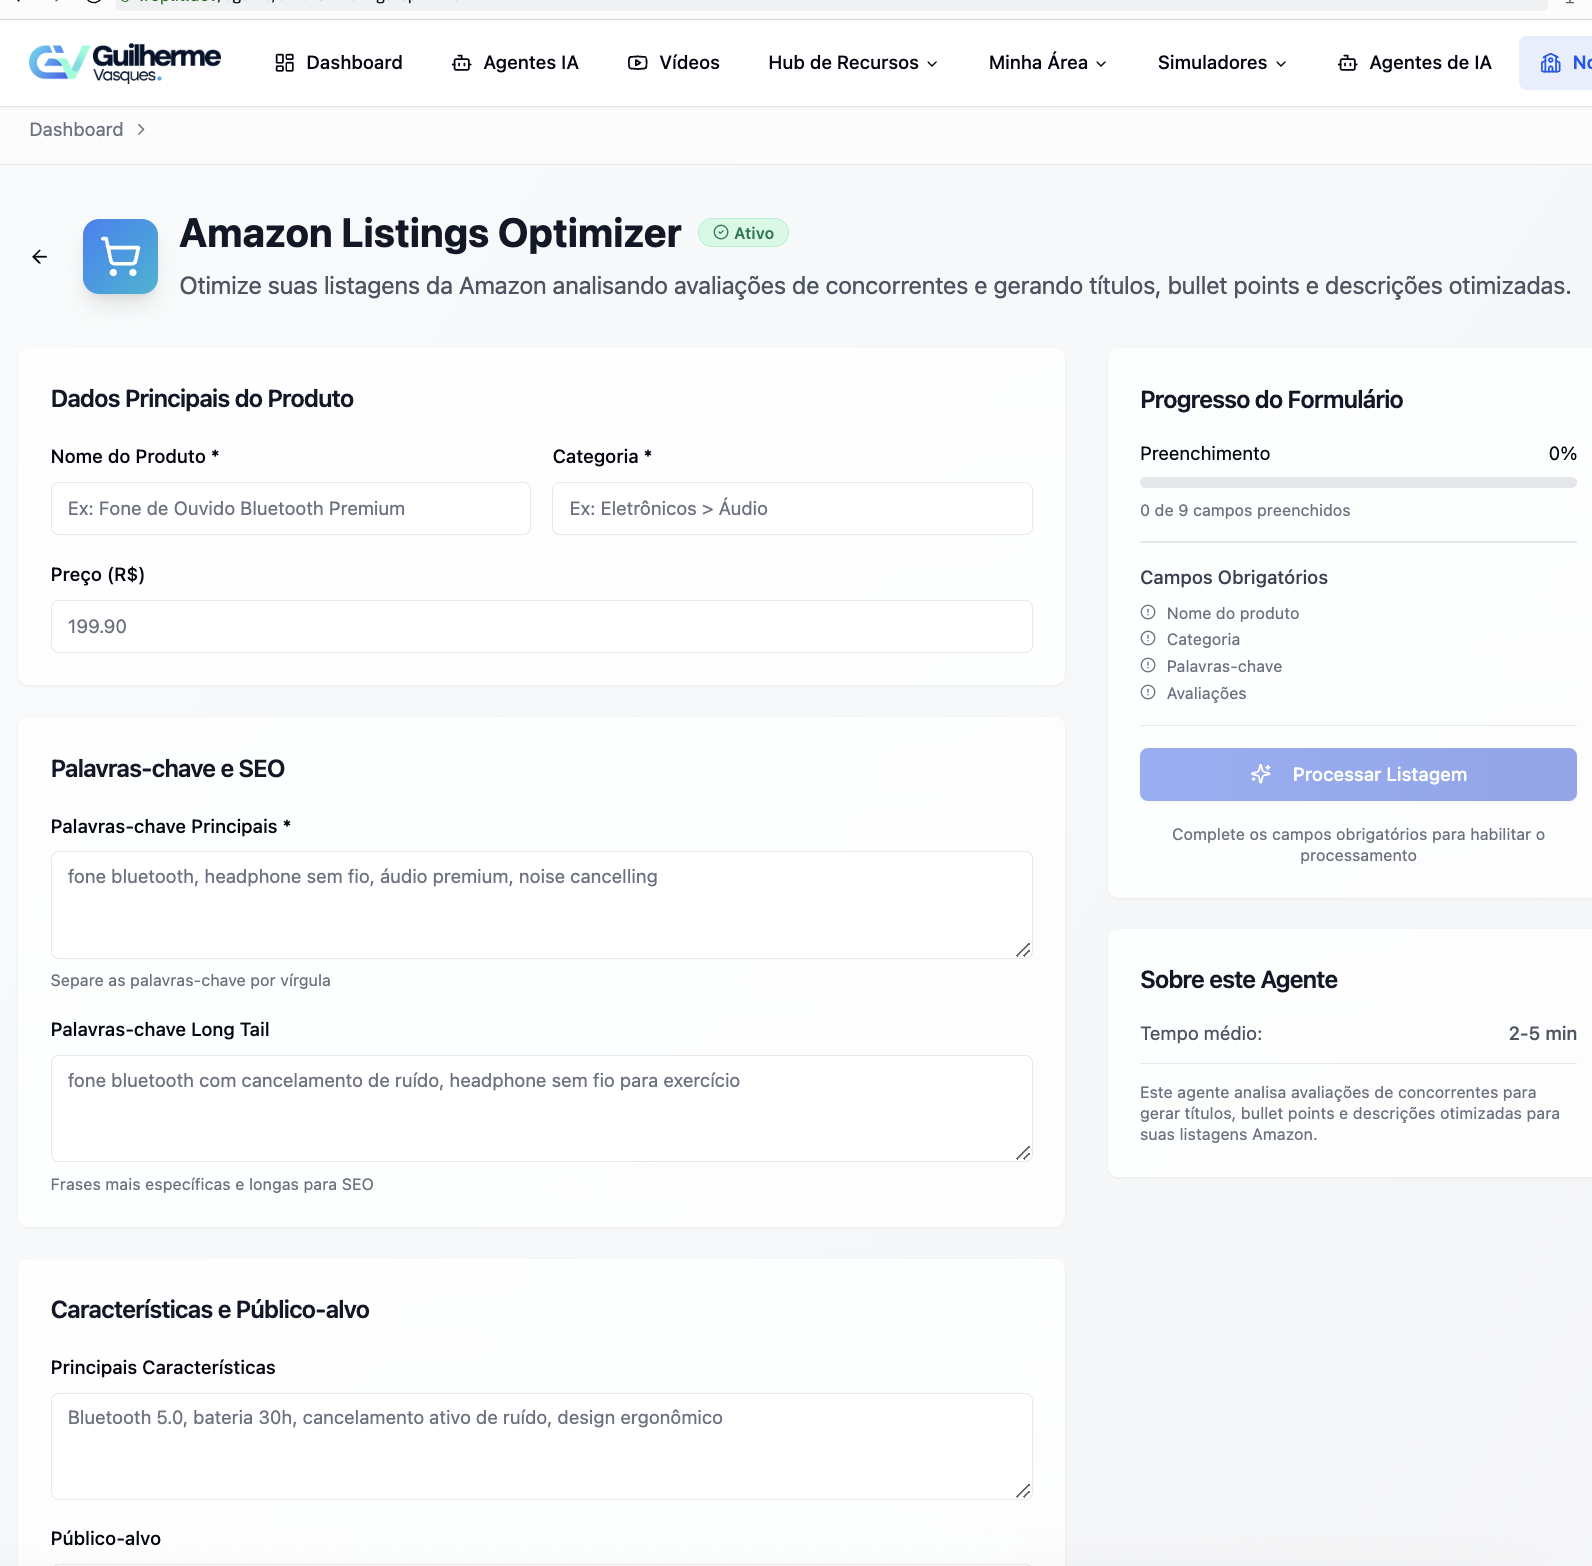 Guilherme
Vasques.
Dashboard
Agentes IA
Vídeos
Hub de Recursos
Minha Área
Simuladores
Agentes de IA
Dashboard
Amazon Listings Optimizer
Ativo
Otimize suas listagens da Amazon analisando avaliações de concorrentes e gerando títulos, bullet points e descrições otimizadas.
Dados Principais do Produto
Nome do Produto *
Categoria *
Ex: Fone de Ouvido Bluetooth Premium
Ex: Eletrônicos > Áudio
Preço (R$)
199.90
Palavras-chave e SEO
Palavras-chave Principais *
fone bluetooth, headphone sem fio, áudio premium, noise cancelling
Separe as palavras-chave por vírgula
Palavras-chave Long Tail
fone bluetooth com cancelamento de ruído, headphone sem fio para exercício
Frases mais específicas e longas para SEO
Características e Público-alvo
Principais Características
Bluetooth 5.0, bateria 30h, cancelamento ativo de ruído, design ergonômico
Público-alvo
Progresso do Formulário
Preenchimento
0%
0 de 9 campos preenchidos
Campos Obrigatórios
Nome do produto
Categoria
Palavras-chave
Avaliações
Processar Listagem
Complete os campos obrigatórios para habilitar o
processamento
Sobre este Agente
Tempo médio:
2-5 min
Este agente analisa avaliações de concorrentes para
gerar títulos, bullet points e descrições otimizadas para
suas listagens Amazon.